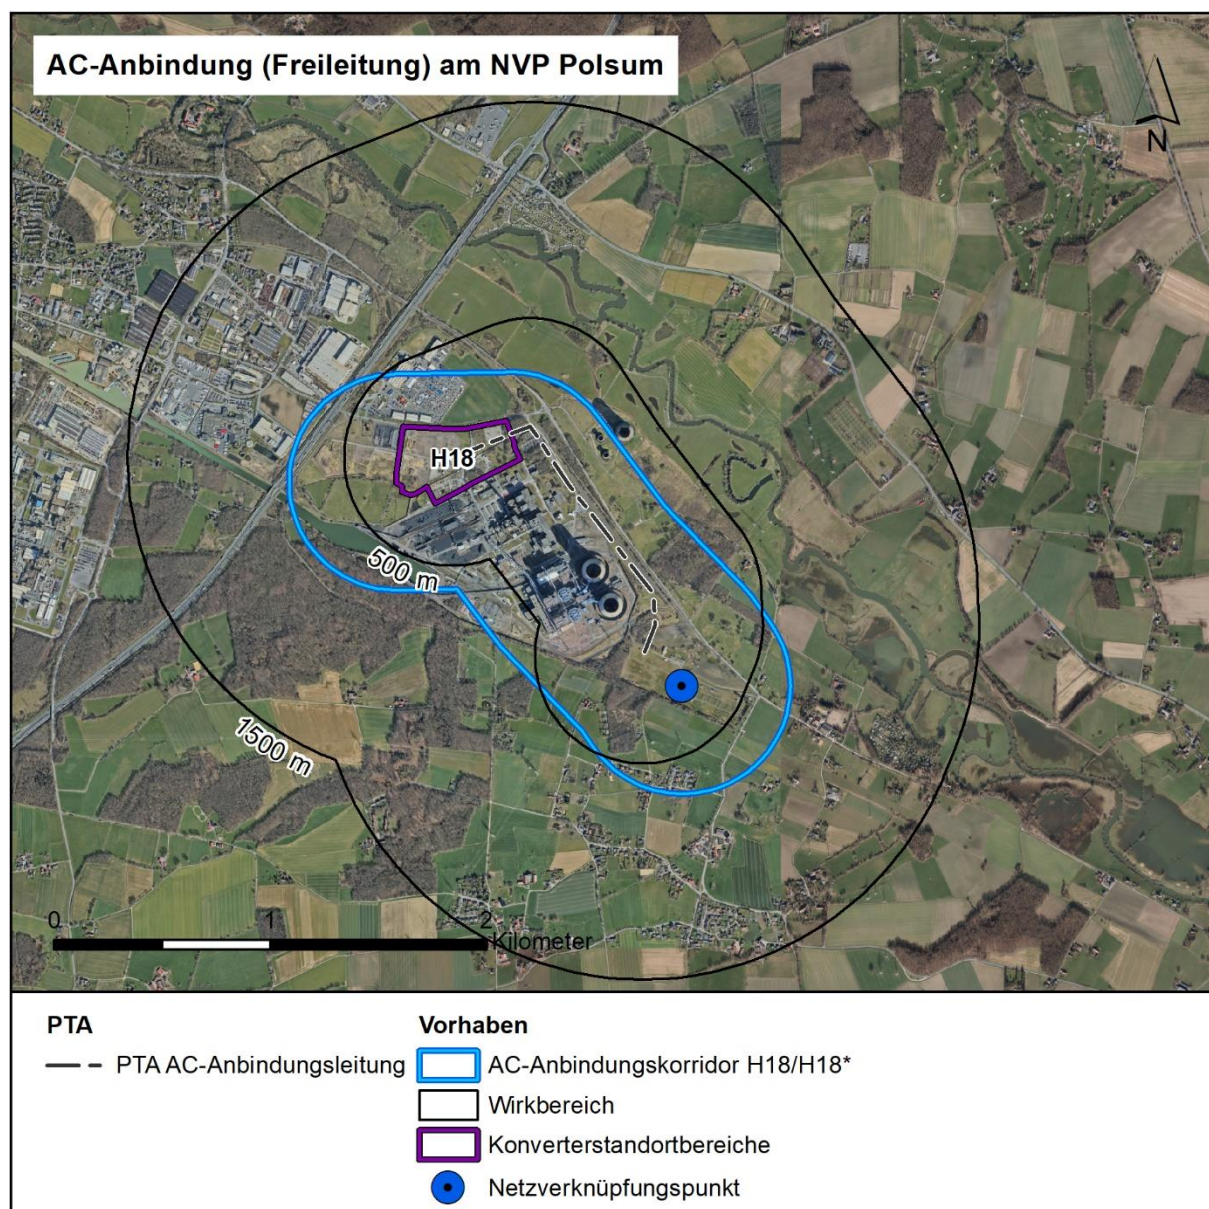 AC-Anbindung (Freileitung) am NVP Polsum
N
H18
500 m
1500 m
0 1 2
Kilometer
PTA
PTA AC-Anbindungsleitung
Vorhaben
AC-Anbindungskorridor H18/H18*
Wirkbereich
Konverterstandortbereiche
Netzverknüpfungspunkt